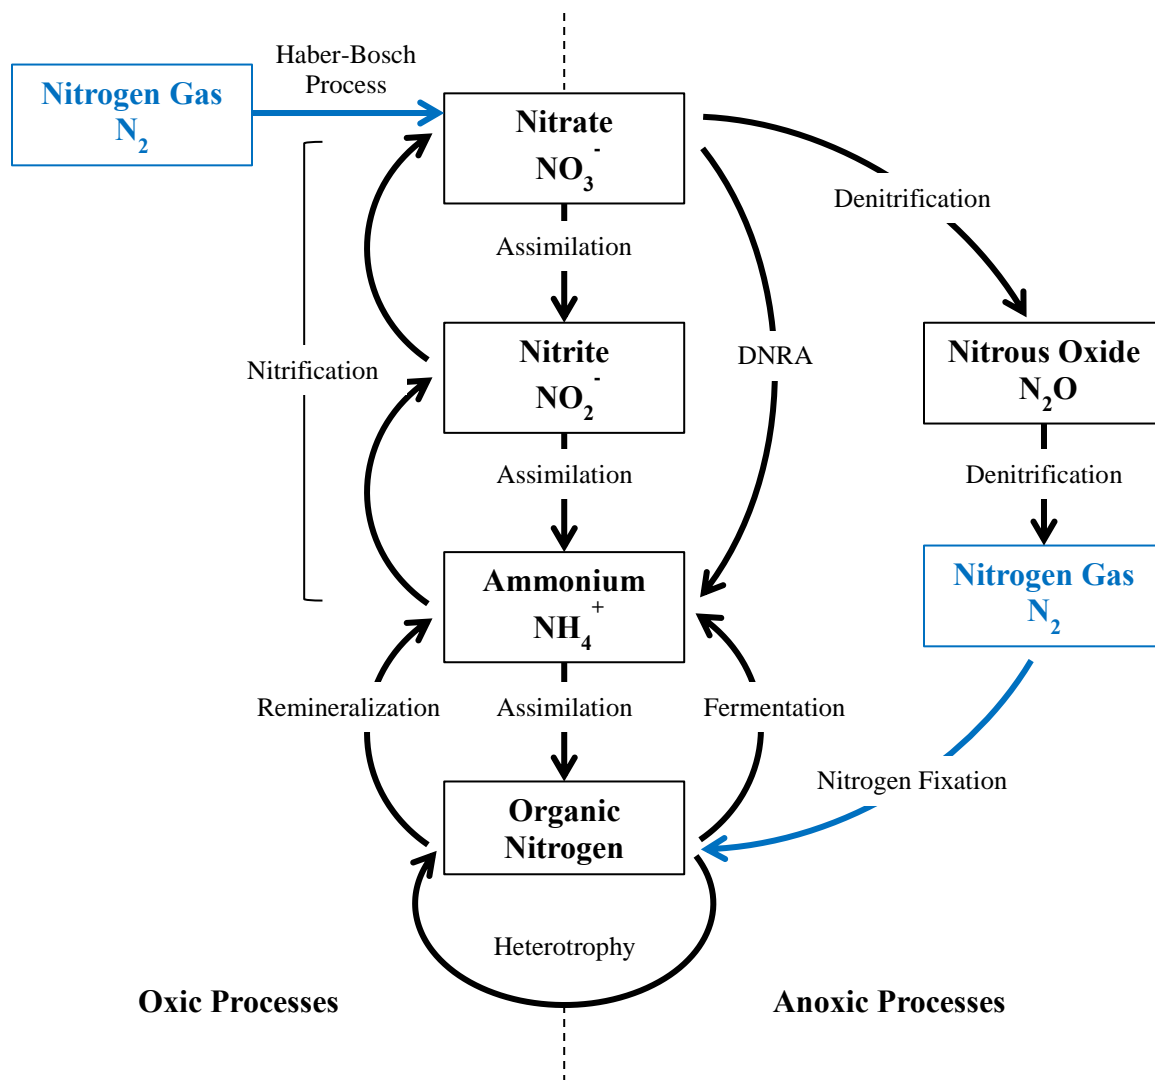 Haber-Bosch
Process
Nitrogen Gas
N₂
Nitrate
NO₃⁻
Denitrification
Assimilation
Nitrification
Nitrite
NO₂⁻
DNRA
Nitrous Oxide
N₂O
Assimilation
Denitrification
Ammonium
NH₄⁺
Nitrogen Gas
N₂
Remineralization
Assimilation
Fermentation
Nitrogen Fixation
Organic
Nitrogen
Heterotrophy
Oxic Processes
Anoxic Processes